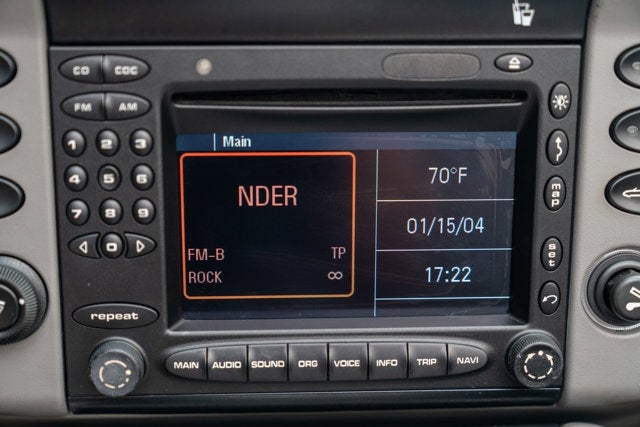 CD CDC
FM AM
1 2 3
4 5 6
7 8 9
0
repeat
Main
NDER
FM-B TP
ROCK ∞
70°F
01/15/04
17:22
map
set
MAIN AUDIO SOUND ORG VOICE INFO TRIP NAVI